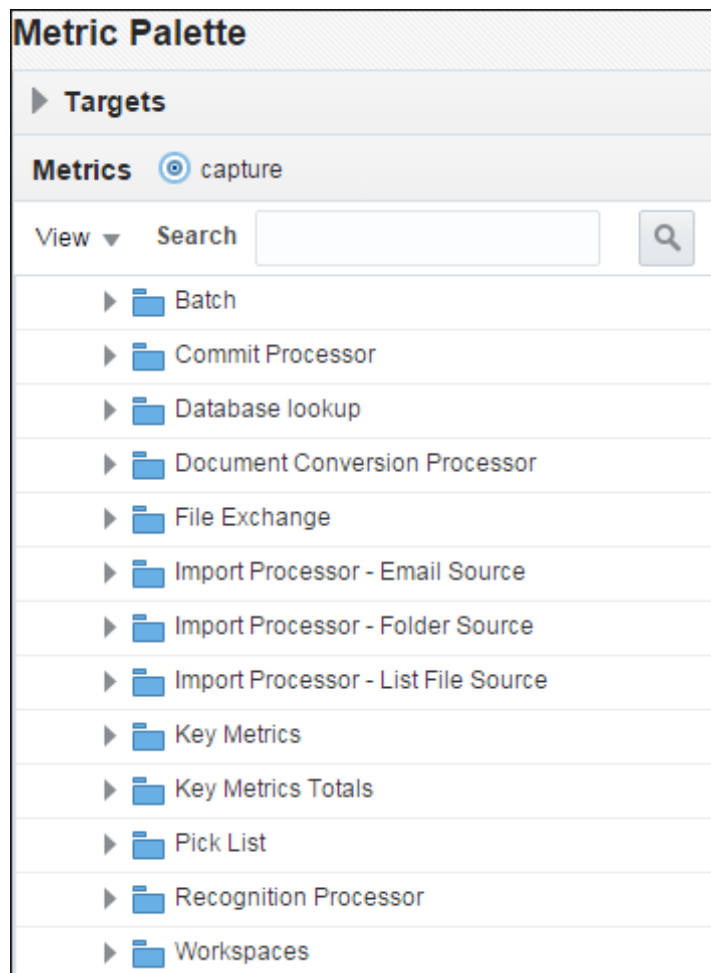 Metric Palette
Targets
Metrics capture
View Search
Batch
Commit Processor
Database lookup
Document Conversion Processor
File Exchange
Import Processor - Email Source
Import Processor - Folder Source
Import Processor - List File Source
Key Metrics
Key Metrics Totals
Pick List
Recognition Processor
Workspaces